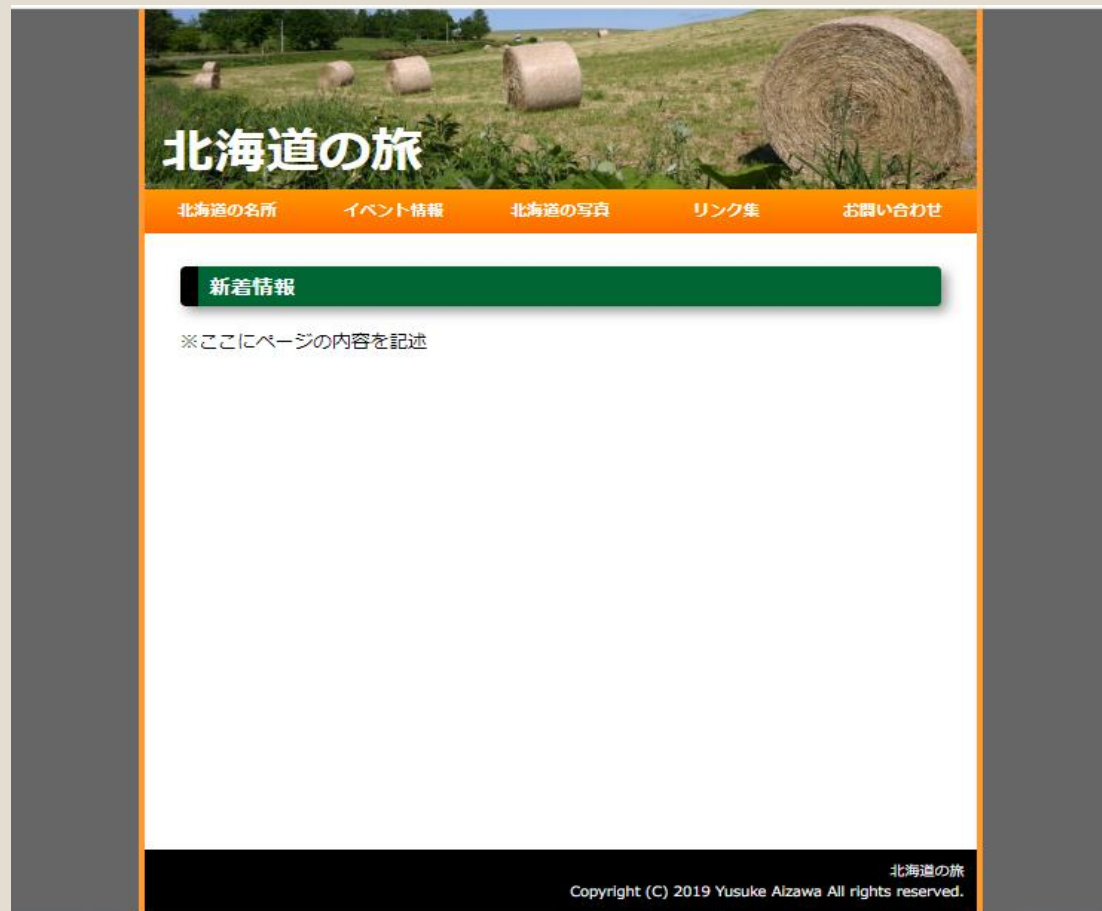 北海道の旅
北海道の名所 イベント情報 北海道の写真 リンク集 お問い合わせ
新着情報
※ここにページの内容を記述
北海道の旅
Copyright (C) 2019 Yusuke Aizawa All rights reserved.